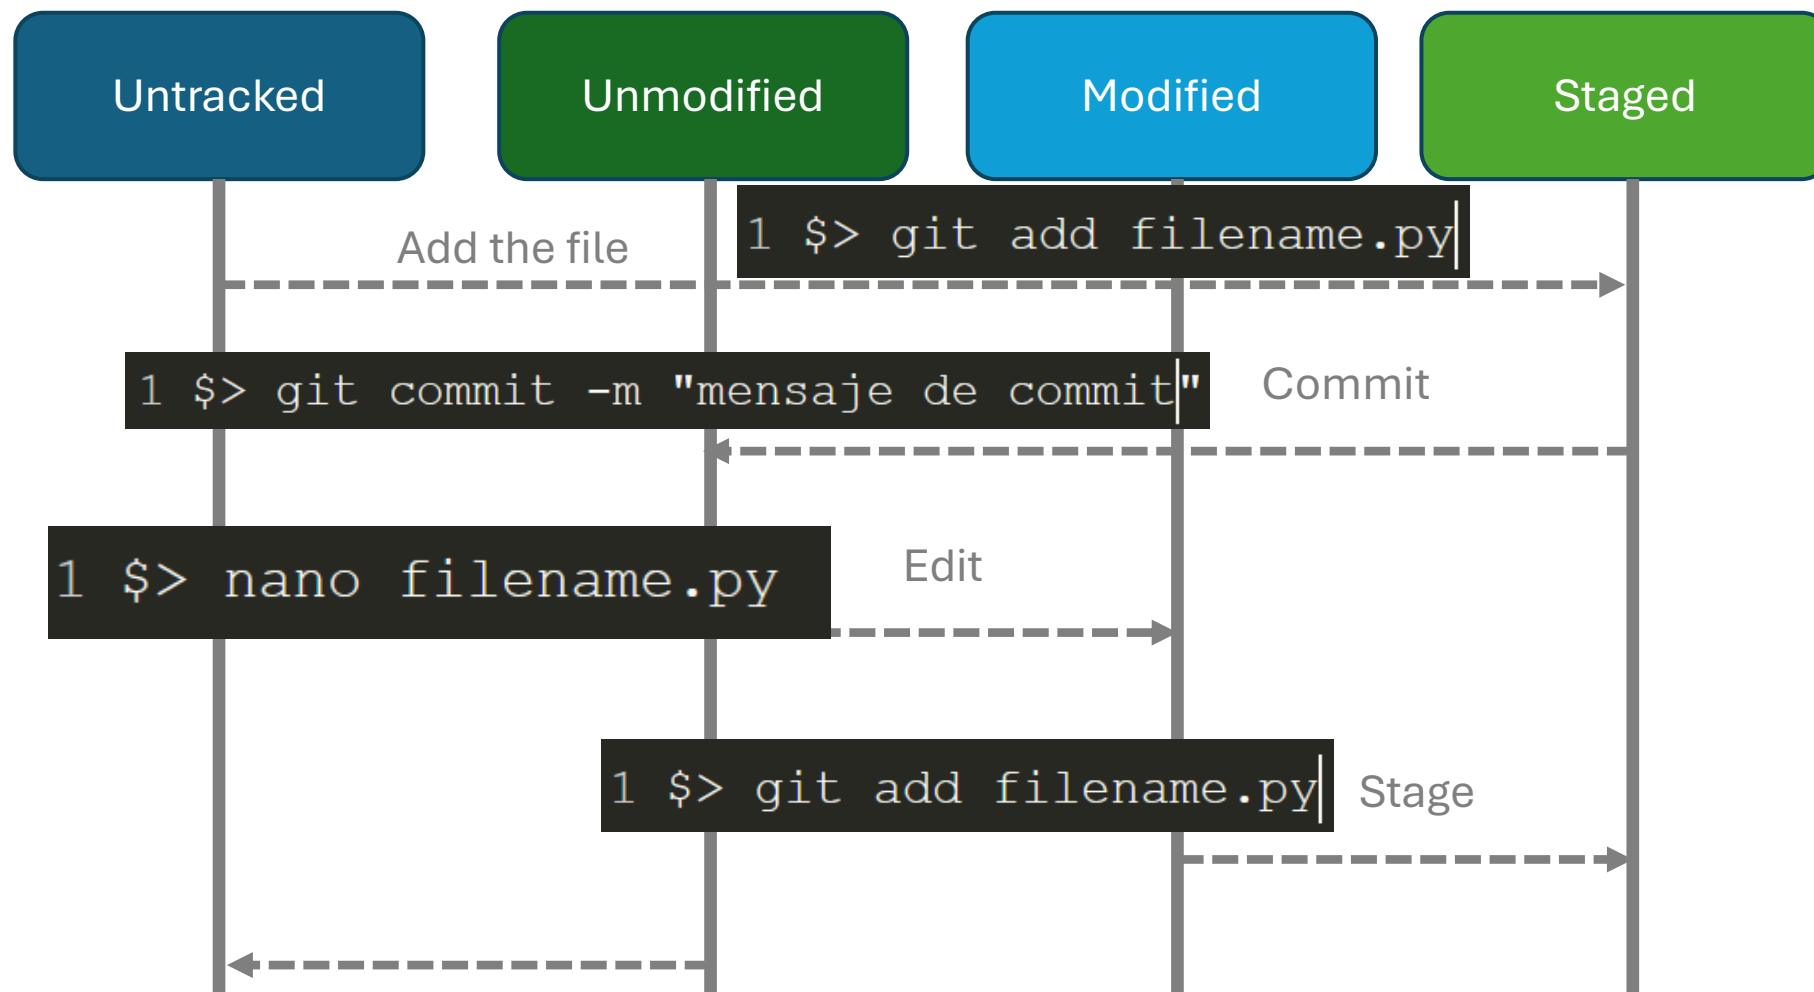 Untracked
Unmodified
Modified
Staged
Add the file
1 $> git add filename.py
1 $> git commit -m "mensaje de commit"
Commit
1 $> nano filename.py
Edit
1 $> git add filename.py
Stage